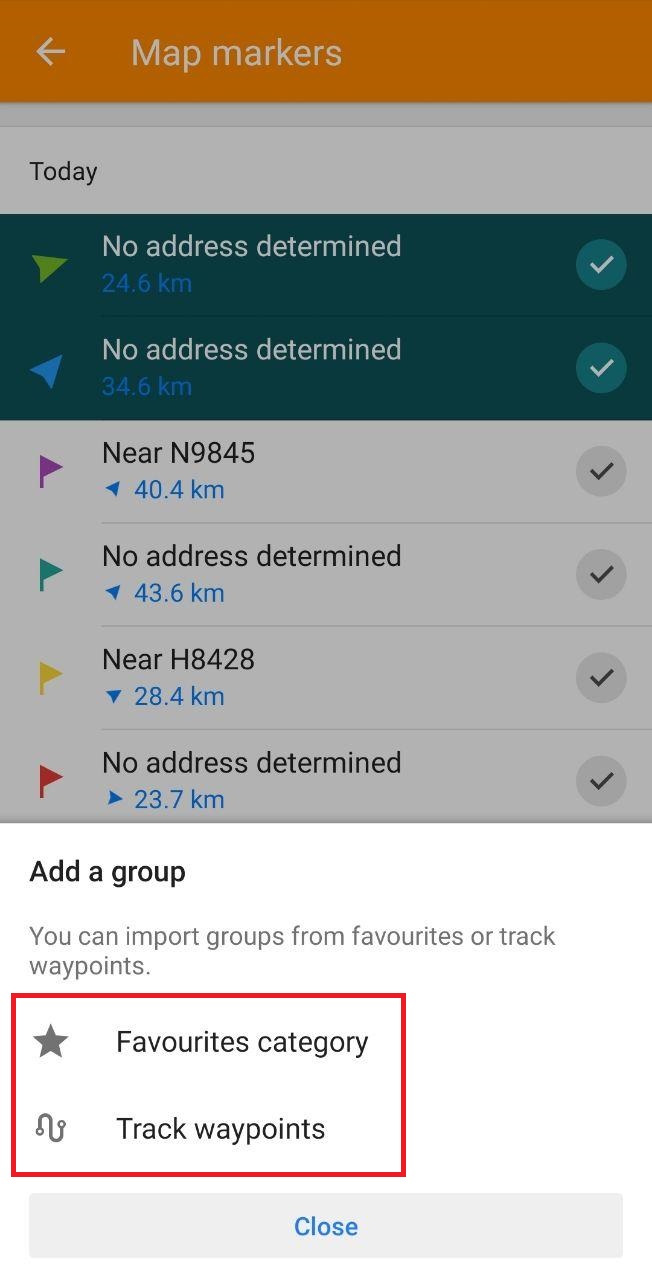 Map markers
Today
No address determined
24.6 km
No address determined
34.6 km
Near N9845
40.4 km
No address determined
43.6 km
Near H8428
28.4 km
No address determined
23.7 km
Add a group
You can import groups from favourites or track
waypoints.
Favourites category
Track waypoints
Close